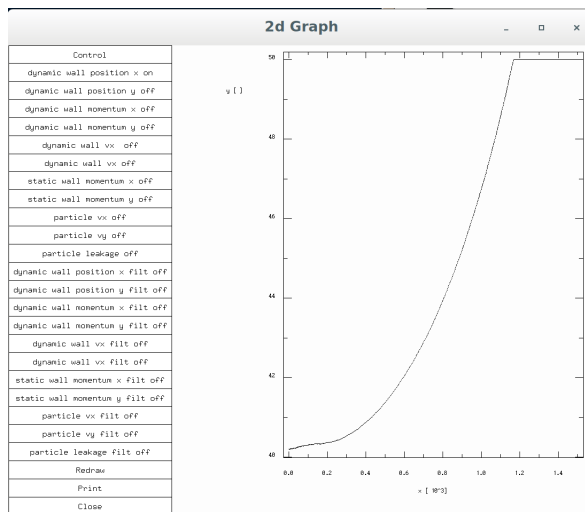 2d Graph
Control
dynamic wall position x on
dynamic wall position y off
dynamic wall momentum x off
dynamic wall momentum y off
dynamic wall vx off
dynamic wall vx off
static wall momentum x off
static wall momentum y off
particle vx off
particle vy off
particle leakage off
dynamic wall position x filt off
dynamic wall position y filt off
dynamic wall momentum x filt off
dynamic wall momentum y filt off
dynamic wall vx filt off
dynamic wall vx filt off
static wall momentum x filt off
static wall momentum y filt off
particle vx filt off
particle vy filt off
particle leakage filt off
Redraw
Print
Close
y [ ]
50
48
46
44
42
40
0.0 0.2 0.4 0.6 0.8 1.0 1.2 1.4
x [ 10^3]